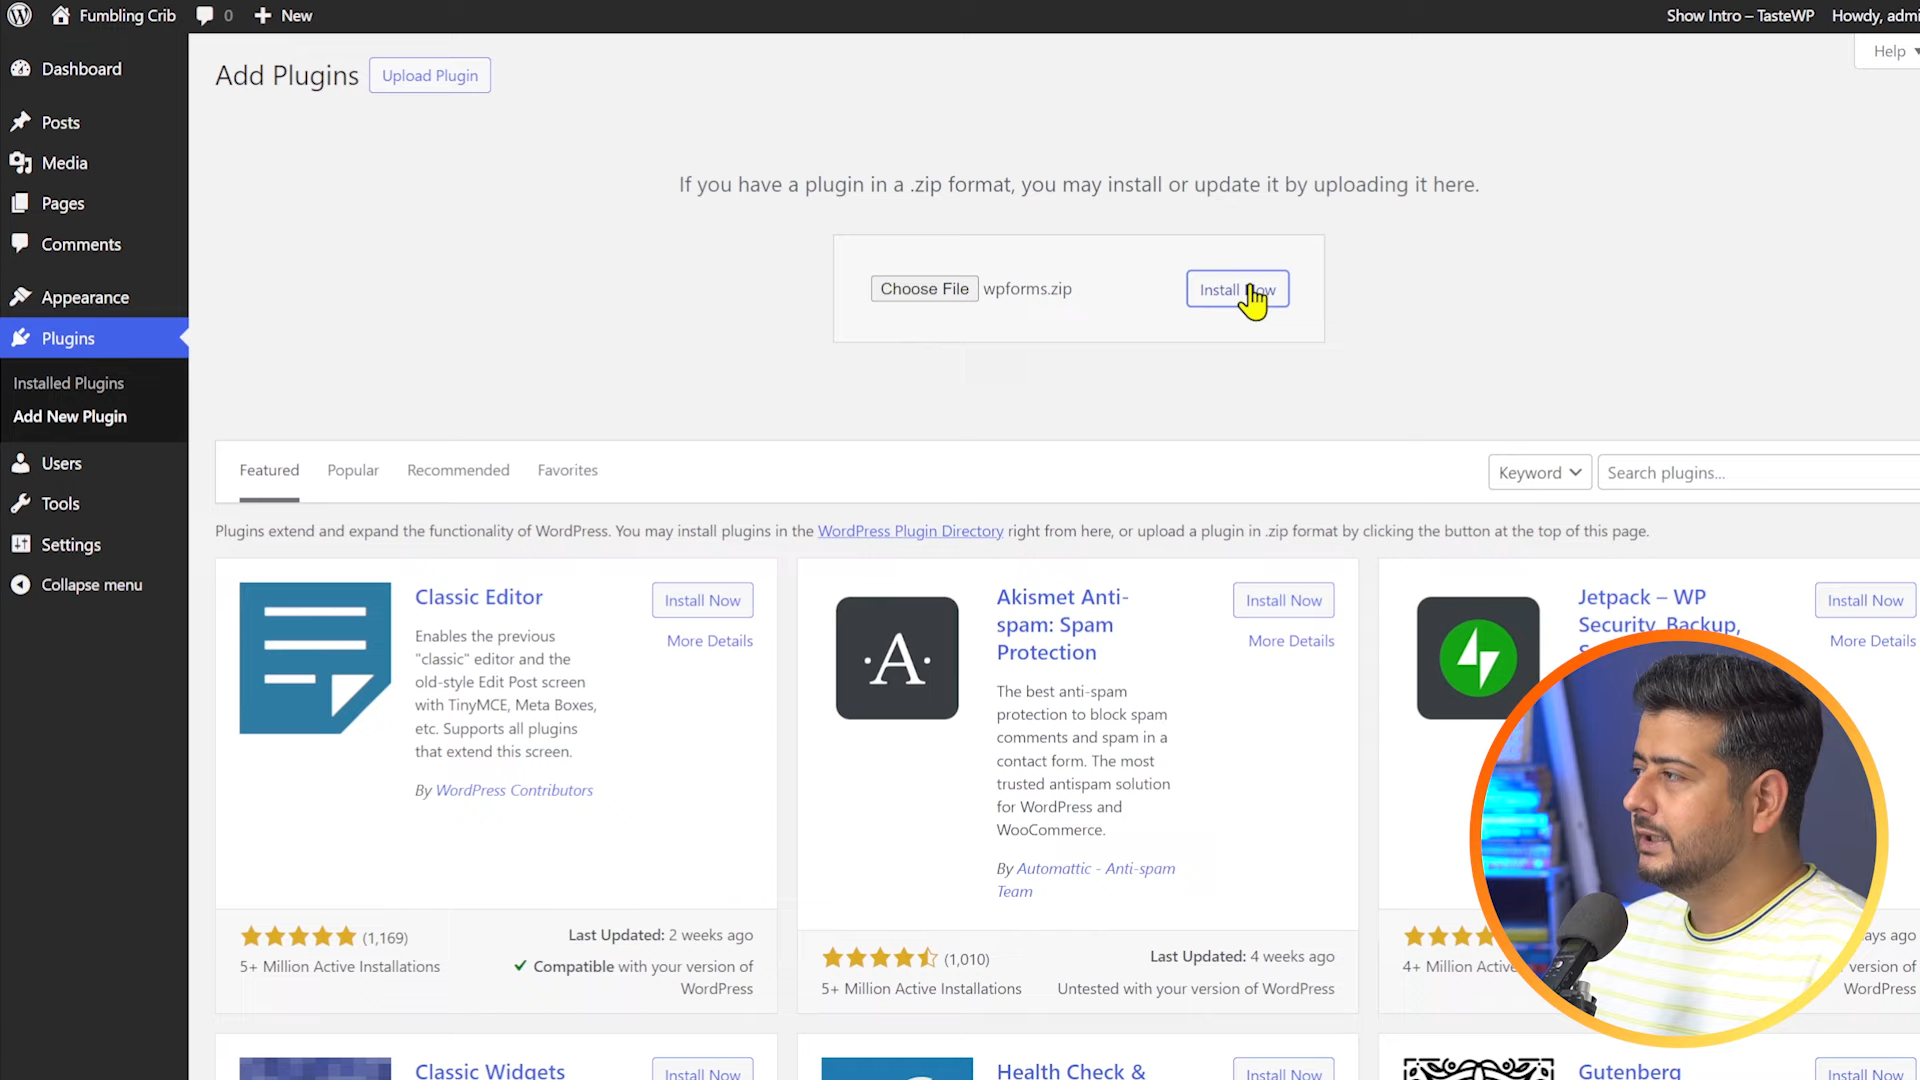 Fumbling Crib 0 New Show Intro – TasteWP Howdy, admi
Help
Dashboard
Posts
Media
Pages
Comments
Appearance
Plugins
Installed Plugins
Add New Plugin
Users
Tools
Settings
Collapse menu
Add Plugins Upload Plugin
If you have a plugin in a .zip format, you may install or update it by uploading it here.
Choose File wpforms.zip Install Now
Featured Popular Recommended Favorites Keyword Search plugins...
Plugins extend and expand the functionality of WordPress. You may install plugins in the WordPress Plugin Directory right from here, or upload a plugin in .zip format by clicking the button at the top of this page.
Classic Editor
Install Now
More Details
Enables the previous
"classic" editor and the
old-style Edit Post screen
with TinyMCE, Meta Boxes,
etc. Supports all plugins
that extend this screen.
By WordPress Contributors
(1,169)
5+ Million Active Installations
Last Updated: 2 weeks ago
Compatible with your version of
WordPress
·A·
Akismet Anti-
spam: Spam
Protection
Install Now
More Details
The best anti-spam
protection to block spam
comments and spam in a
contact form. The most
trusted antispam solution
for WordPress and
WooCommerce.
By Automattic - Anti-spam
Team
(1,010)
5+ Million Active Installations
Last Updated: 4 weeks ago
Untested with your version of WordPress
Jetpack – WP
Security, Backup,
Install Now
More Details
4+ Million Active
ays ago
version of
WordPress
Classic Widgets
Install Now
Health Check &
Install Now
Gutenberg
Install Now